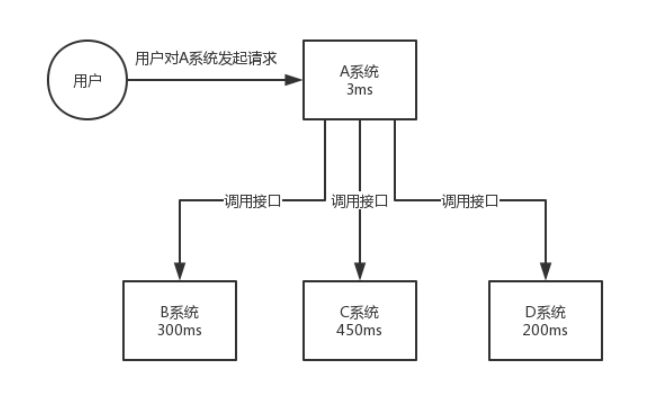 用户对A系统发起请求
用户
A系统
3ms
调用接口
调用接口
调用接口
B系统
300ms
C系统
450ms
D系统
200ms